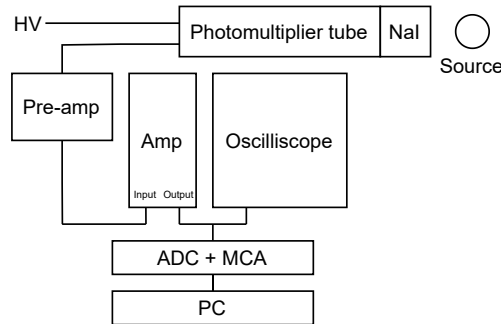 HV
Photomultiplier tube
NaI
Source
Pre-amp
Amp
Input
Output
Oscilliscope
ADC + MCA
PC